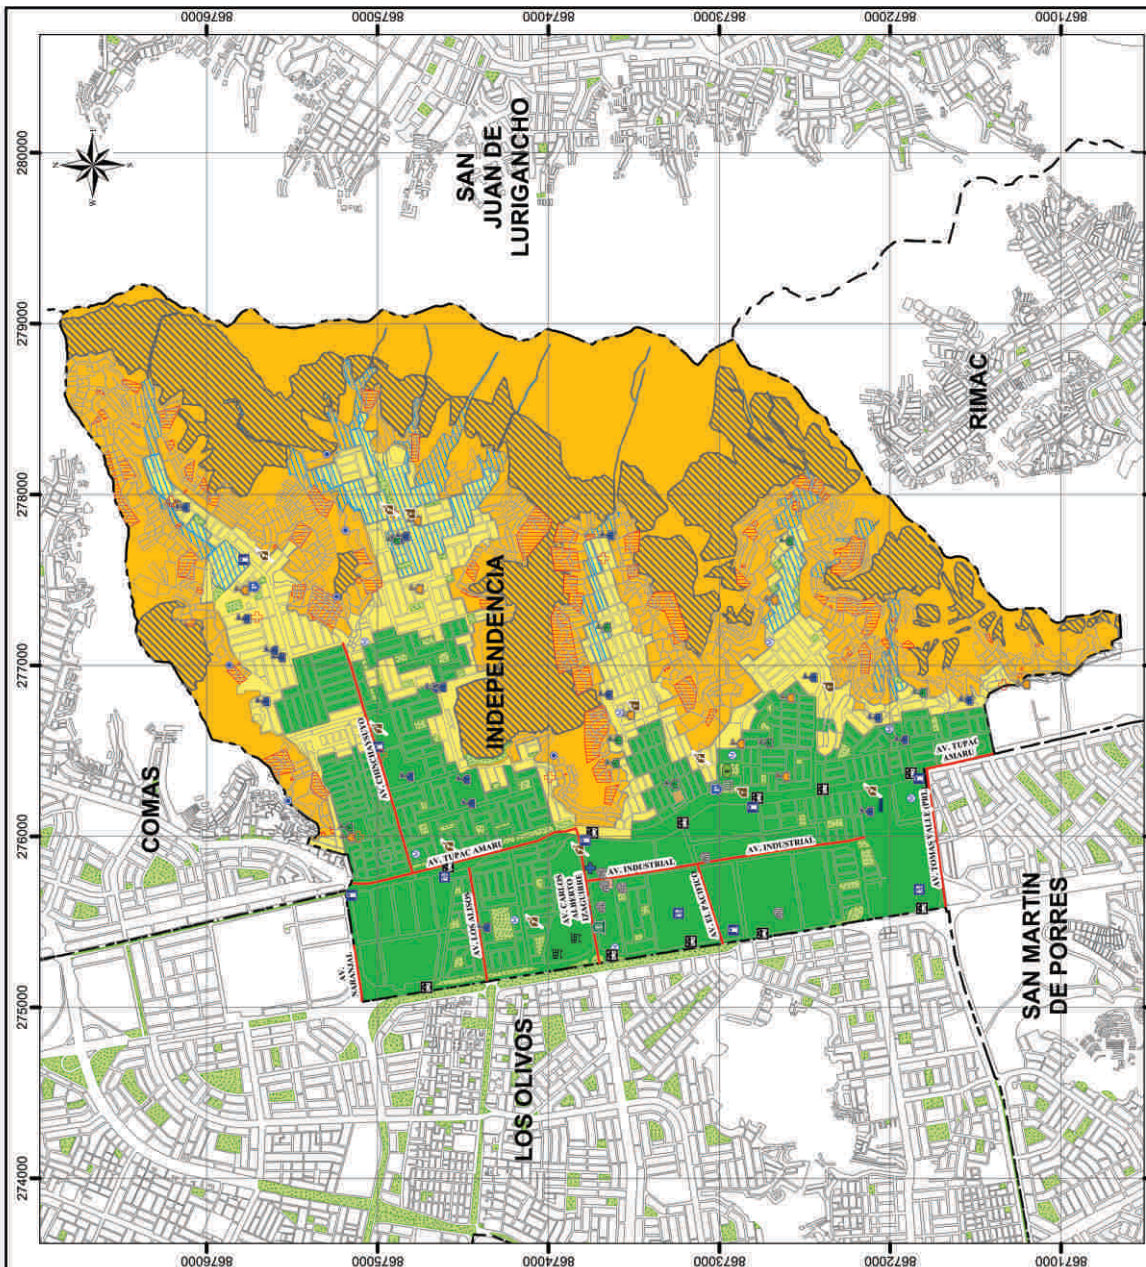 8676000
8675000
8674000
8673000
8672000
8671000
280000
279000
278000
277000
276000
275000
274000
N
S
W
SAN
JUAN DE
LURIGANCHO
RIMAC
COMAS
INDEPENDENCIA
AV. CHINCHAYSUYO
AV. TUPAC AMARU
AV. TUPAC
AMARU
AV. INDUSTRIAL
AV. INDUSTRIAL
AV. CARLOS
ALBERTO
IZAGUIRRE
AV. LOS ALISOS
AV. EL PACIFICO
AV. TOMAS VALLE
AV.
NARANJAL
LOS OLIVOS
SAN MARTIN
DE PORRES
8676000
8675000
8674000
8673000
8672000
8671000